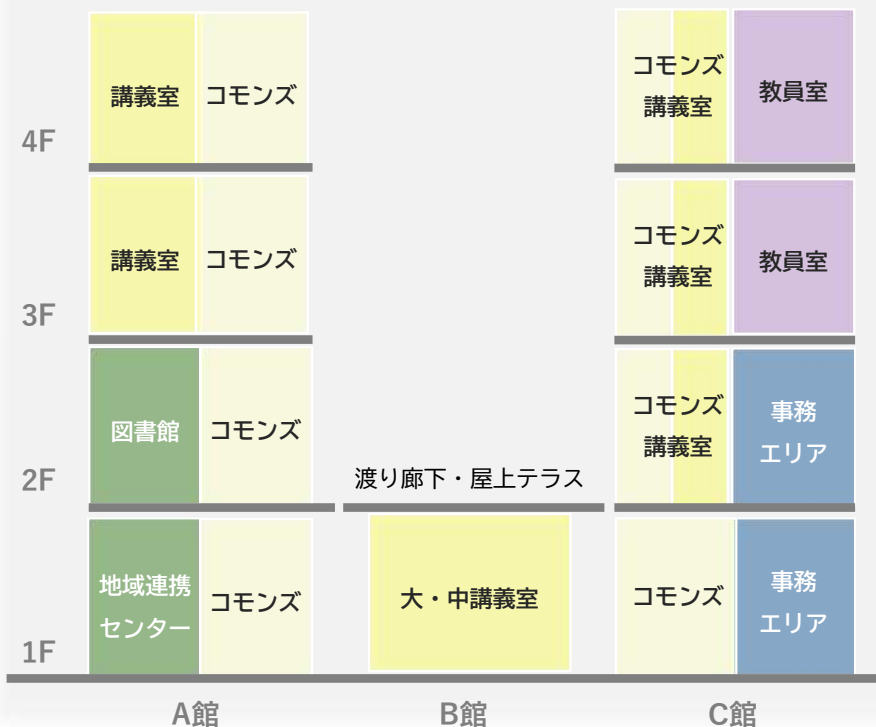 講義室
コモンズ
コモンズ
講義室
教員室
4F
講義室
コモンズ
コモンズ
講義室
教員室
3F
図書館
コモンズ
コモンズ
講義室
事務
エリア
2F
渡り廊下・屋上テラス
地域連携
センター
コモンズ
大・中講義室
コモンズ
事務
エリア
1F
A館
B館
C館